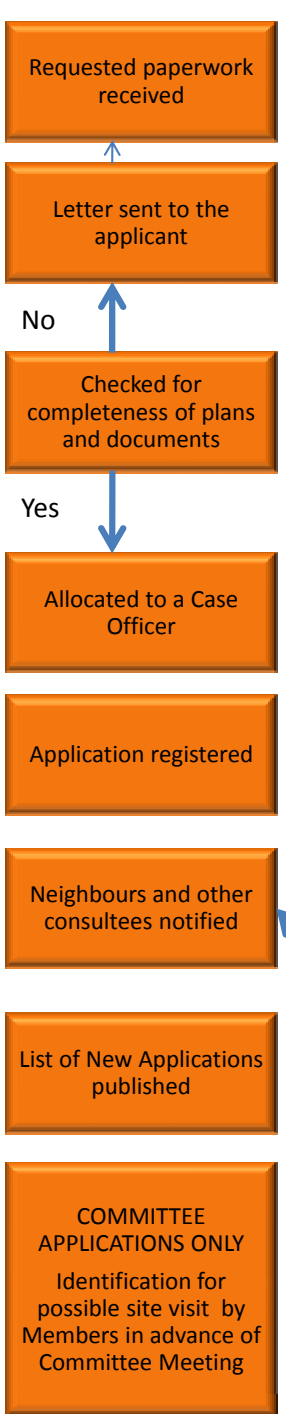 Requested paperwork
received
Letter sent to the
applicant
No
Checked for
completeness of plans
and documents
Yes
Allocated to a Case
Officer
Application registered
Neighbours and other
consultees notified
List of New Applications
published
COMMITTEE
APPLICATIONS ONLY
Identification for
possible site visit by
Members in advance of
Committee Meeting